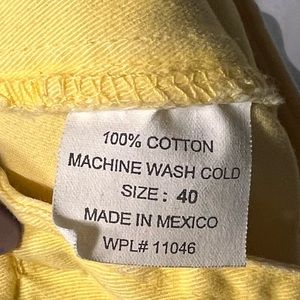 100% COTTON
MACHINE WASH COLD
SIZE : 40
MADE IN MEXICO
WPL# 11046